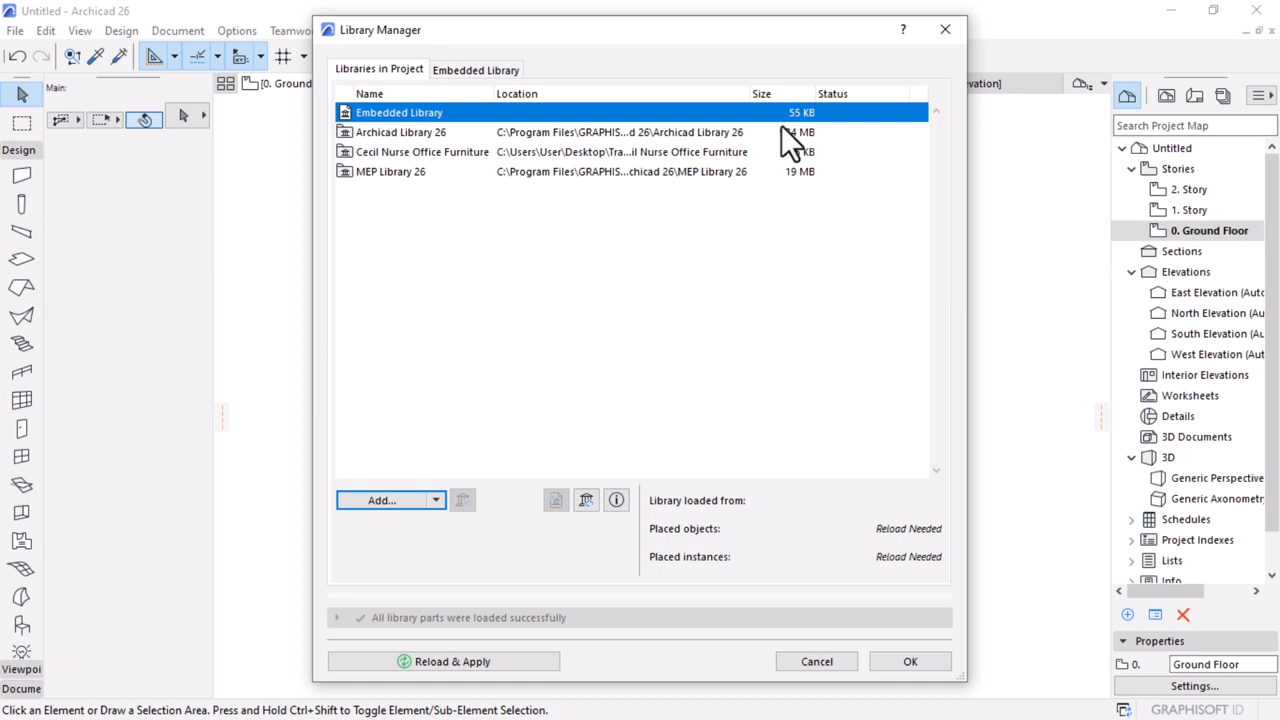 Untitled - Archicad 26
File Edit View Design Document Options Teamwo
Library Manager
?
Libraries in Project Embedded Library
Name Location Size Status
Embedded Library 55 KB
Archicad Library 26 C:\Program Files\GRAPHIS...d 26\Archicad Library 26 MB
Cecil Nurse Office Furniture C:\Users\User\Desktop\Tra...il Nurse Office Furniture KB
MEP Library 26 C:\Program Files\GRAPHIS...chicad 26\MEP Library 26 19 MB
Add...
Library loaded from:
Placed objects: Reload Needed
Placed instances: Reload Needed
All library parts were loaded successfully
Reload & Apply Cancel OK
Main:
[0. Ground
evation)
Design
Viewpoi
Docume
Search Project Map
Untitled
Stories
2. Story
1. Story
0. Ground Floor
Sections
Elevations
East Elevation (Auto
North Elevation (Au
South Elevation (Au
West Elevation (Aut
Interior Elevations
Worksheets
Details
3D Documents
3D
Generic Perspective
Generic Axonometry
Schedules
Project Indexes
Lists
Info
Properties
0. Ground Floor
Settings...
Click an Element or Draw a Selection Area. Press and Hold Ctrl+Shift to Toggle Element/Sub-Element Selection.
GRAPHISOFT ID